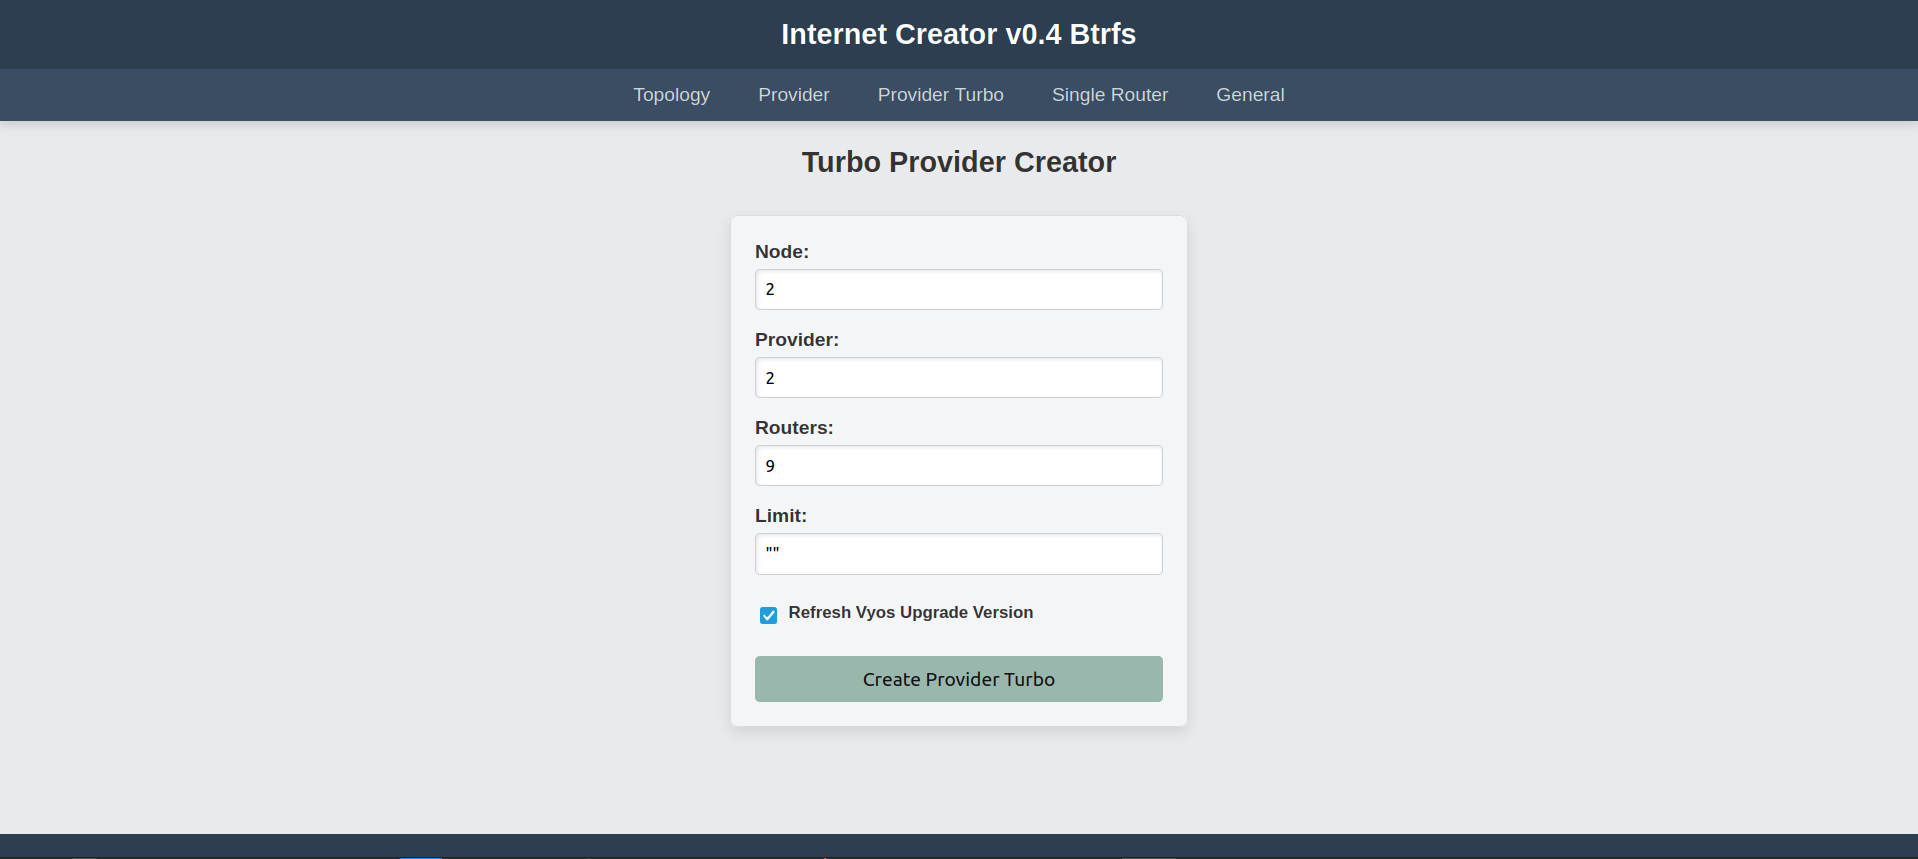 Internet Creator v0.4 Btrfs
Topology Provider Provider Turbo Single Router General
Turbo Provider Creator
Node:
2
Provider:
2
Routers:
9
Limit:
""
Refresh Vyos Upgrade Version
Create Provider Turbo